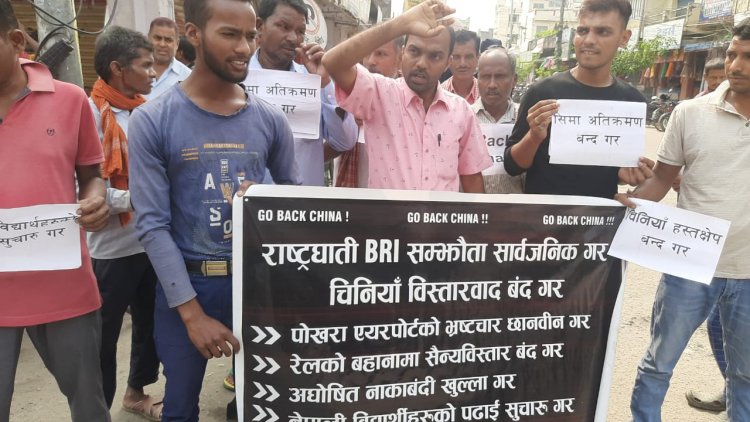 सिमा अतिक्रमण
बन्द गर
सिमा अतिक्रमण
बन्द गर
विद्यार्थीहरूको
सुचारु गर
चिनियाँ हस्तक्षेप
बन्द गर
GO BACK CHINA ! GO BACK CHINA !! GO BACK CHINA !!!
राष्ट्रघाती BRI सम्झौता सार्वजनिक गर
चिनियाँ विस्तारवाद बंद गर
>> पोखरा एयरपोर्टको भ्रष्टचार छानवीन गर
>> रेलको बहानामा सैन्यविस्तार बंद गर
>> अघोषित नाकाबंदी खुल्ला गर
>> नेपाली विद्यार्थीहरूको पढाई सुचारू गर